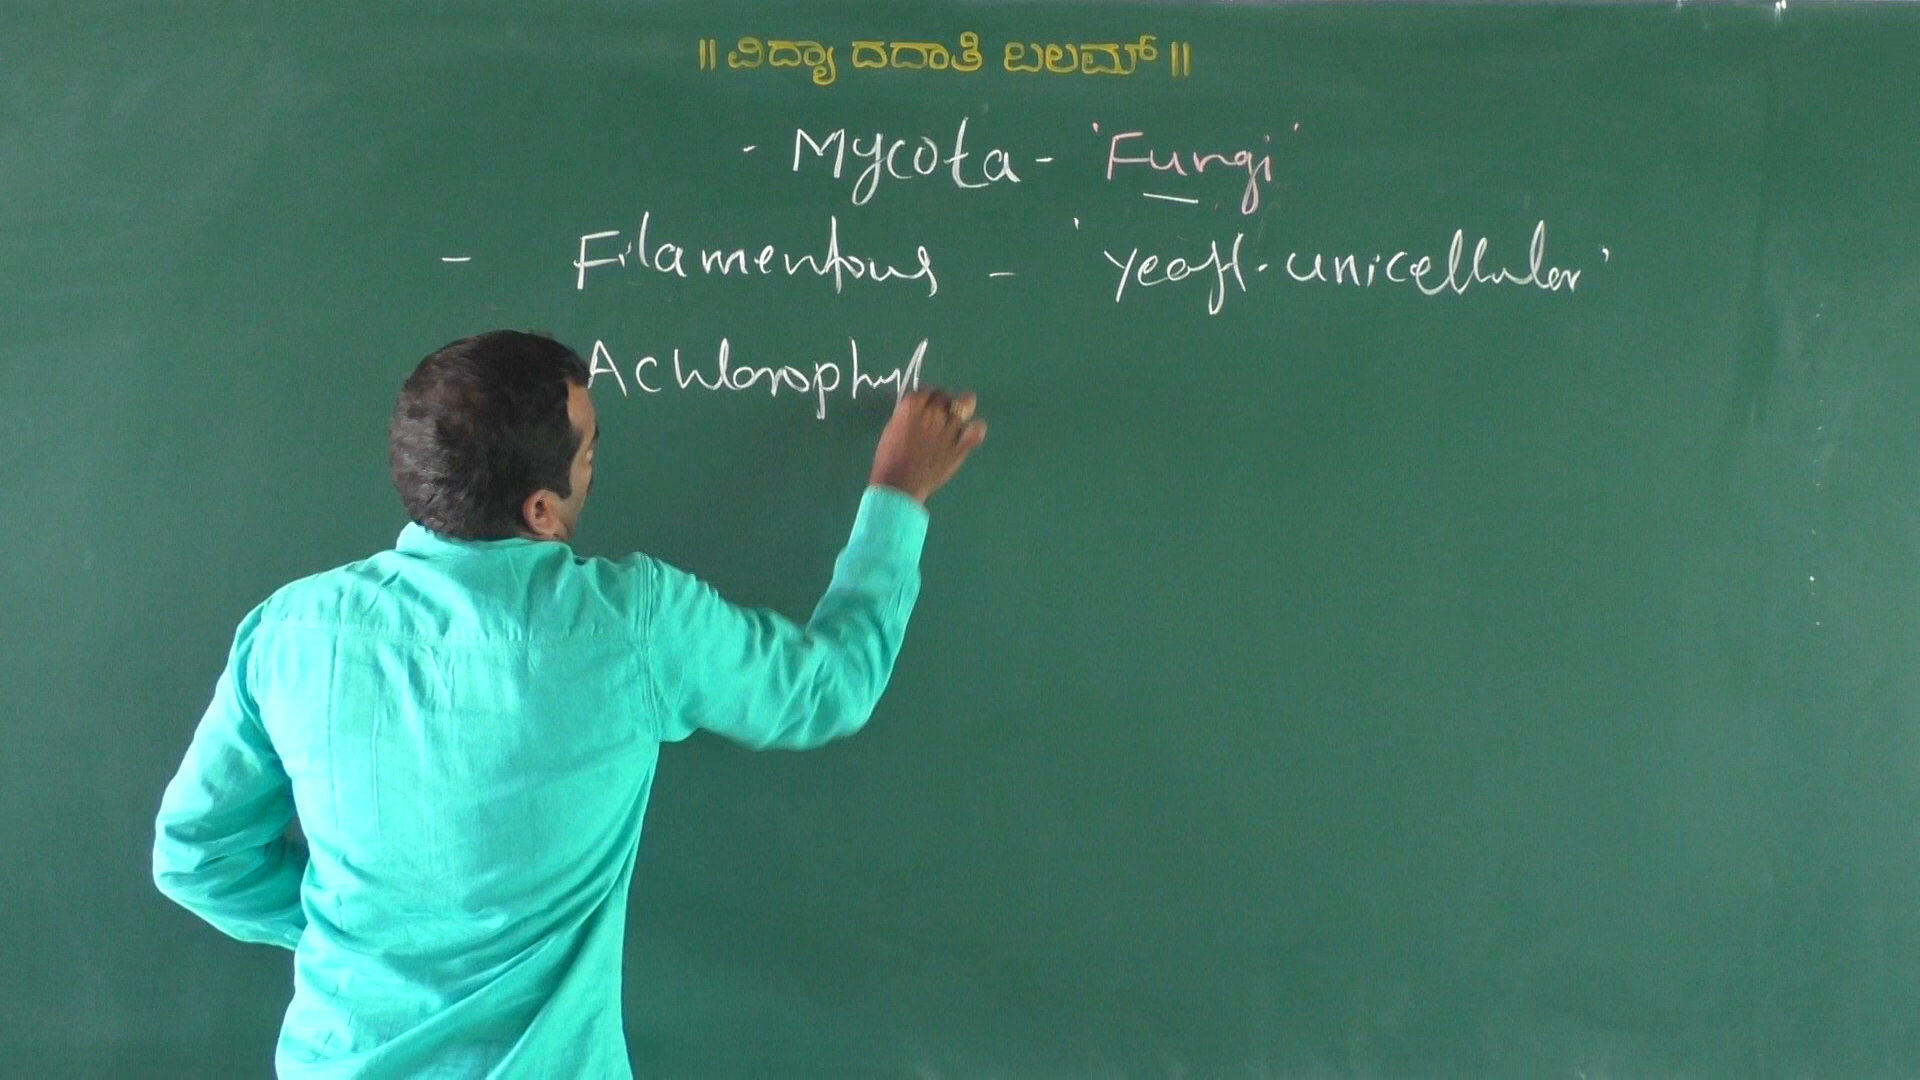 ॥ ವಿದ್ಯಾ ದದಾತಿ ಬಲಮ್ ॥
- Mycota - 'Fungi'
- Filamentous - 'yeast - unicellular'
Achlorophyl